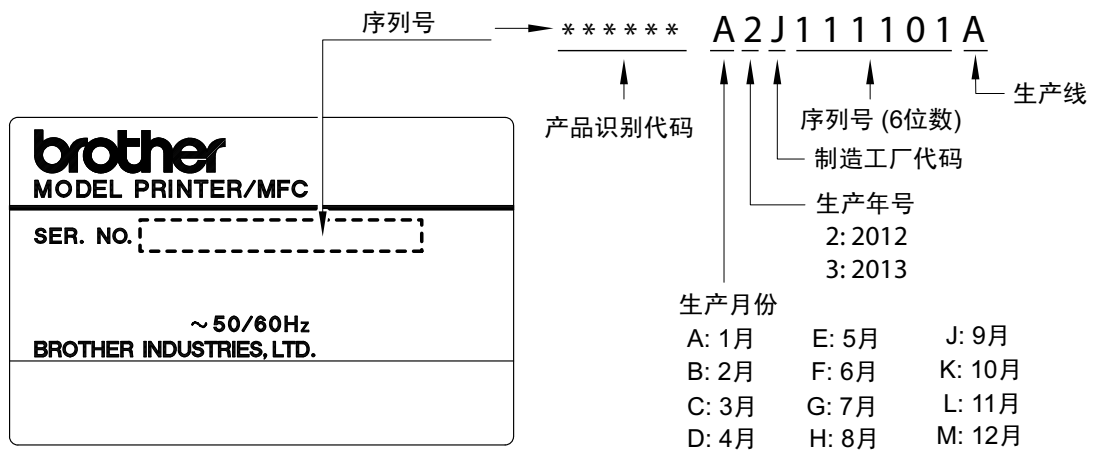 序列号
****** A2J111101A
生产线
产品识别代码
序列号 (6位数)
制造工厂代码
生产年号
2: 2012
3: 2013
生产月份
A: 1月 E: 5月 J: 9月
B: 2月 F: 6月 K: 10月
C: 3月 G: 7月 L: 11月
D: 4月 H: 8月 M: 12月
brother
MODEL PRINTER/MFC
SER. NO.
~50/60Hz
BROTHER INDUSTRIES, LTD.